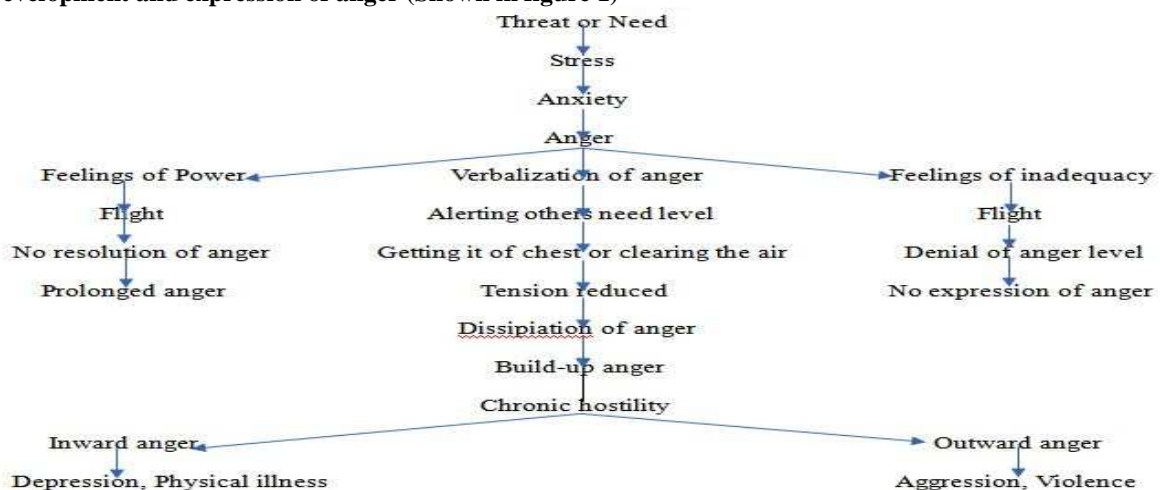 evelopment and expression of anger (Shown in figure 1)
Threat or Need
Stress
Anxiety
Anger
Feelings of Power Verbalization of anger Feelings of inadequacy
Flight Alerting others need level Flight
No resolution of anger Getting it of chest or clearing the air Denial of anger level
Prolonged anger Tension reduced No expression of anger
Dissipiation of anger
Build-up anger
Chronic hostility
Inward anger Outward anger
Depression, Physical illness Aggression, Violence